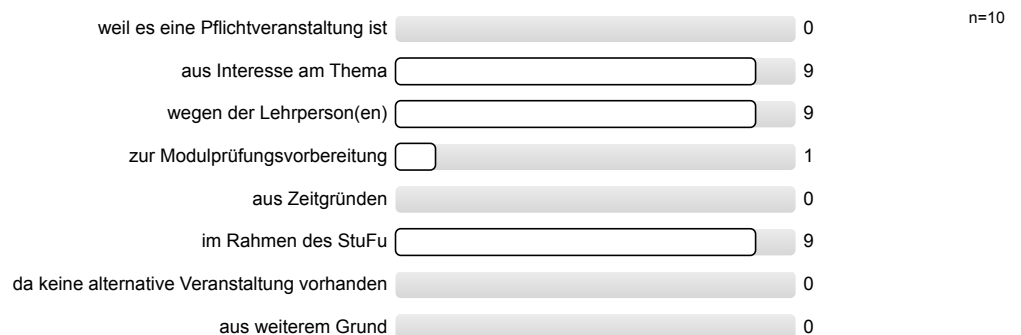 n=10
weil es eine Pflichtveranstaltung ist 0
aus Interesse am Thema 9
wegen der Lehrperson(en) 9
zur Modulprüfungsvorbereitung 1
aus Zeitgründen 0
im Rahmen des StuFu 9
da keine alternative Veranstaltung vorhanden 0
aus weiterem Grund 0